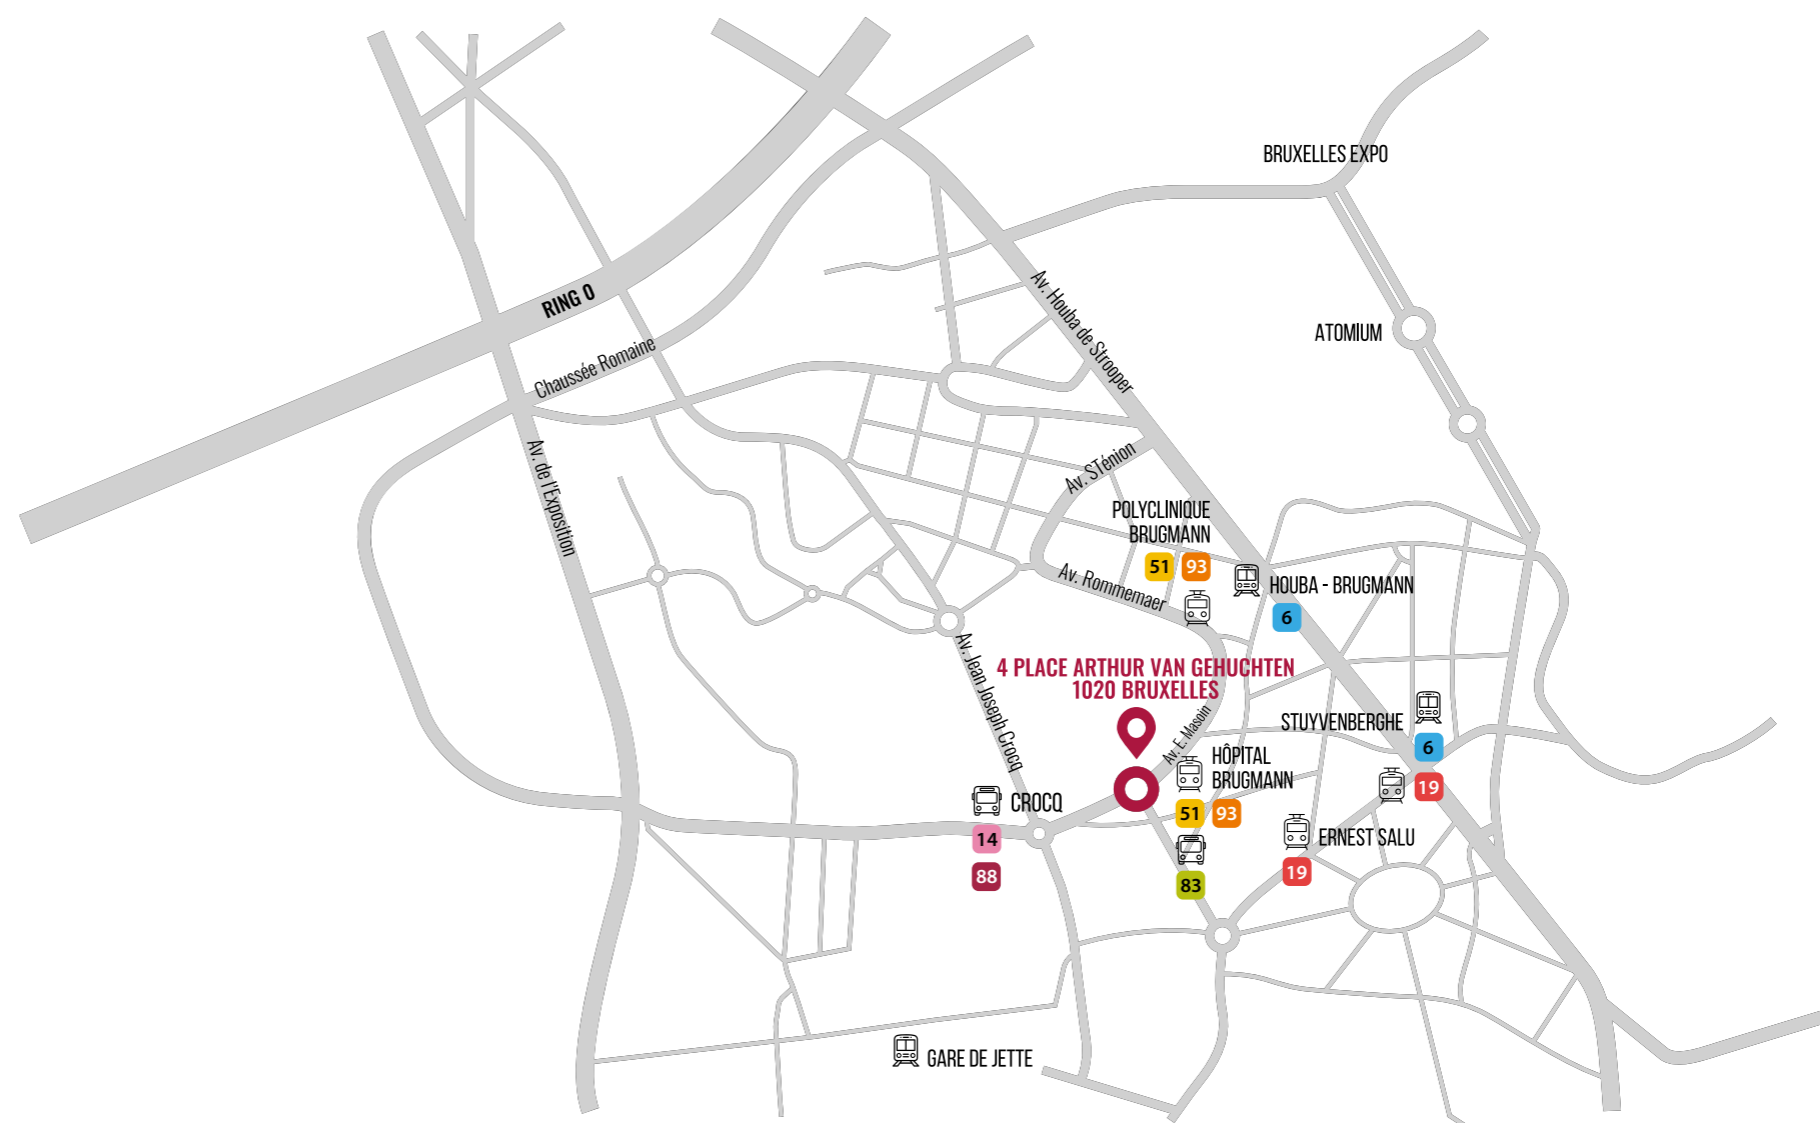 BRUXELLES EXPO
RING 0
Av. Houba de Strooper
ATOMIUM
Chaussée Romaine
Av. de l'Exposition
Av. STénion
POLYCLINIQUE
BRUGMANN
51 93
Av. Rommemaer
HOUBA - BRUGMANN
6
Av. Jean Joseph Crocq
4 PLACE ARTHUR VAN GEHUCHTEN
1020 BRUXELLES
Av. E. Masoin
STUYVENBERGHE
6
19
HÔPITAL
BRUGMANN
51 93
83
CROCQ
14
88
ERNEST SALU
19
GARE DE JETTE